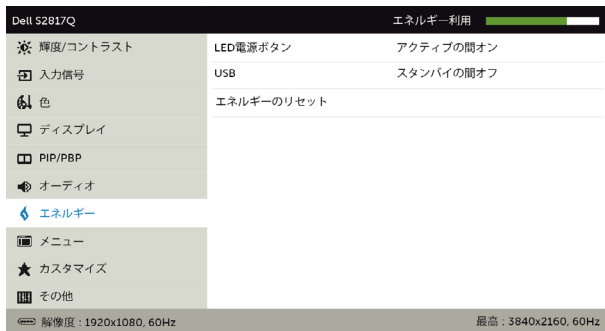 Dell S2817Q エネルギー利用
輝度/コントラスト LED電源ボタン アクティブの間オン
入力信号 USB スタンバイの間オフ
色 エネルギーのリセット
ディスプレイ
PIP/PBP
オーディオ
エネルギー
メニュー
カスタマイズ
その他
解像度 : 1920x1080, 60Hz 最高 : 3840x2160, 60Hz